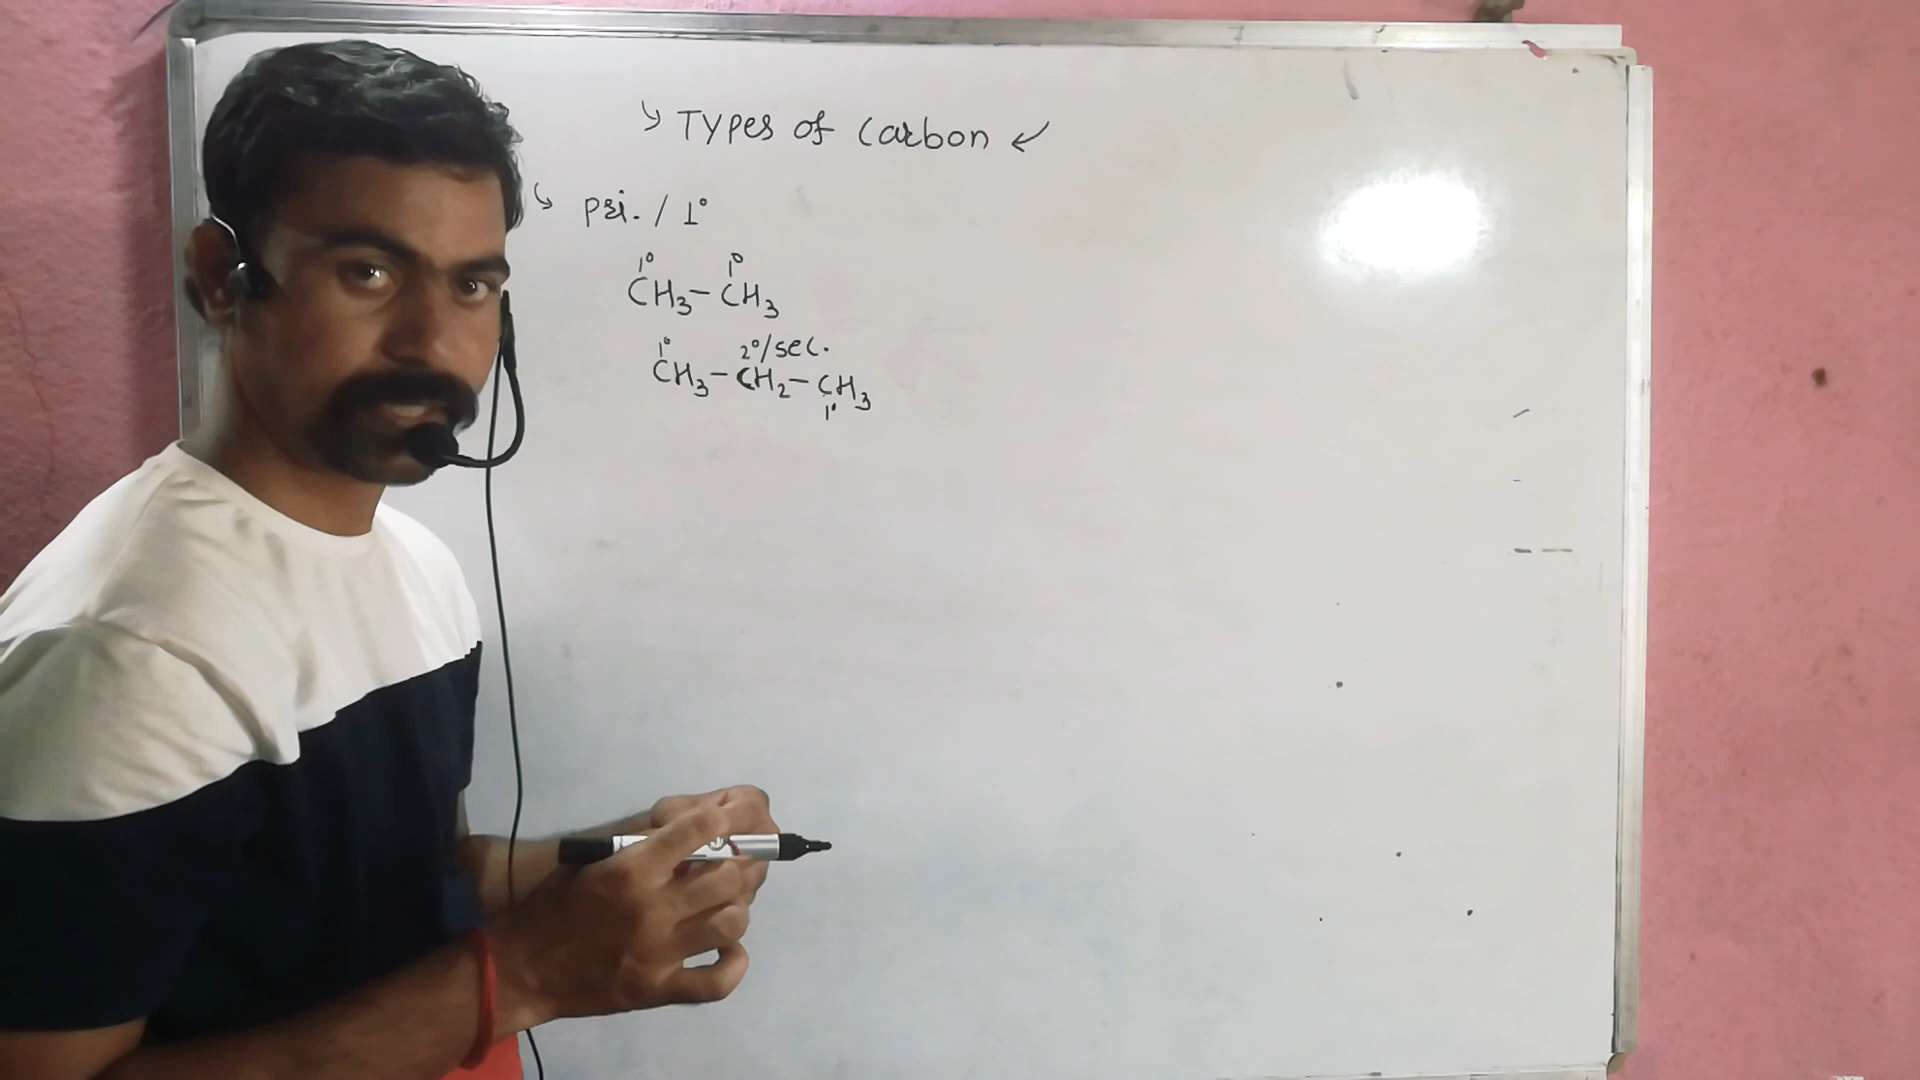 ↳ Types of Carbon ↙
↳ pri. / 1°
1° 1°
CH3-CH3
1° 2°/sec.
CH3-CH2-CH3
1°